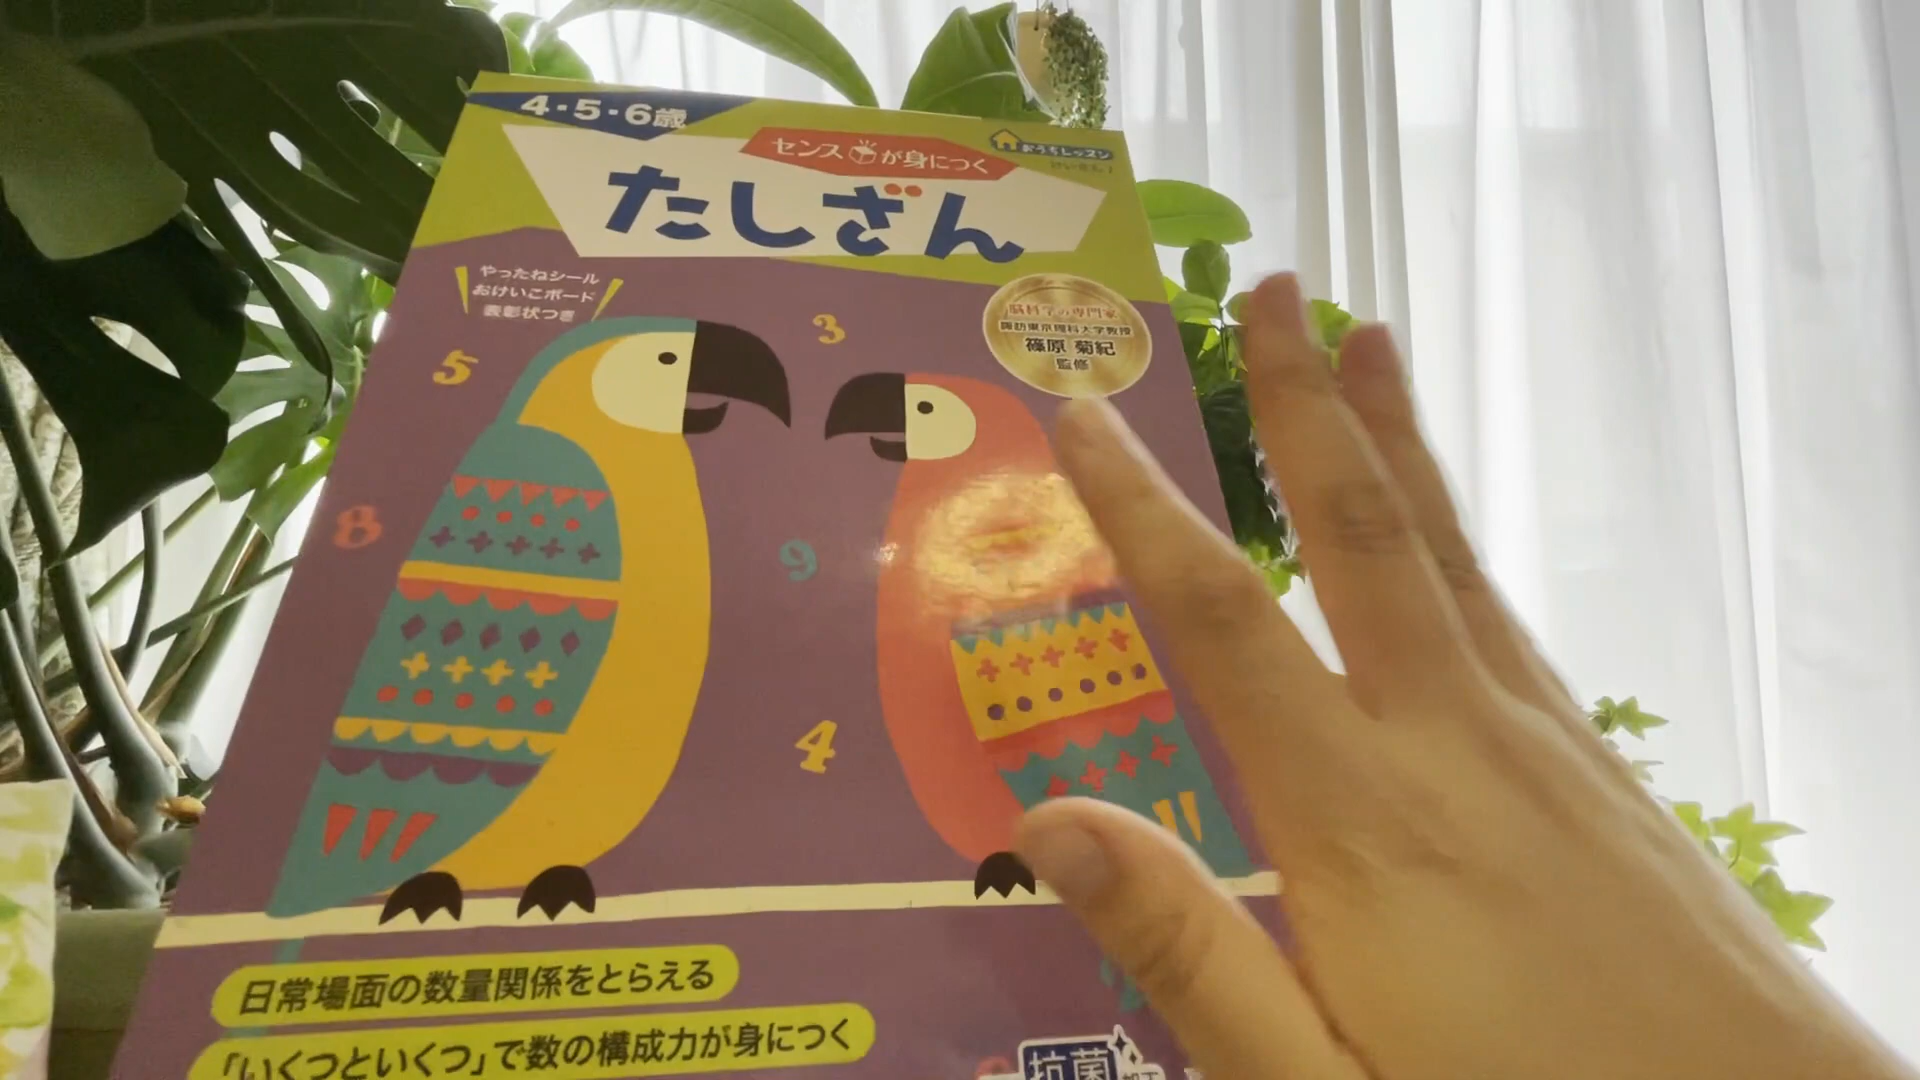 4・5・6歳
センスが身につく
おうちレッスン
たしざん
やったねシール
おけいこボード
表彰状つき
脳科学の専門家
諏訪東京理科大学教授
篠原 菊紀
監修
3
5
8
9
4
日常場面の数量関係をとらえる
「いくつといくつ」で数の構成力が身につく
抗菌